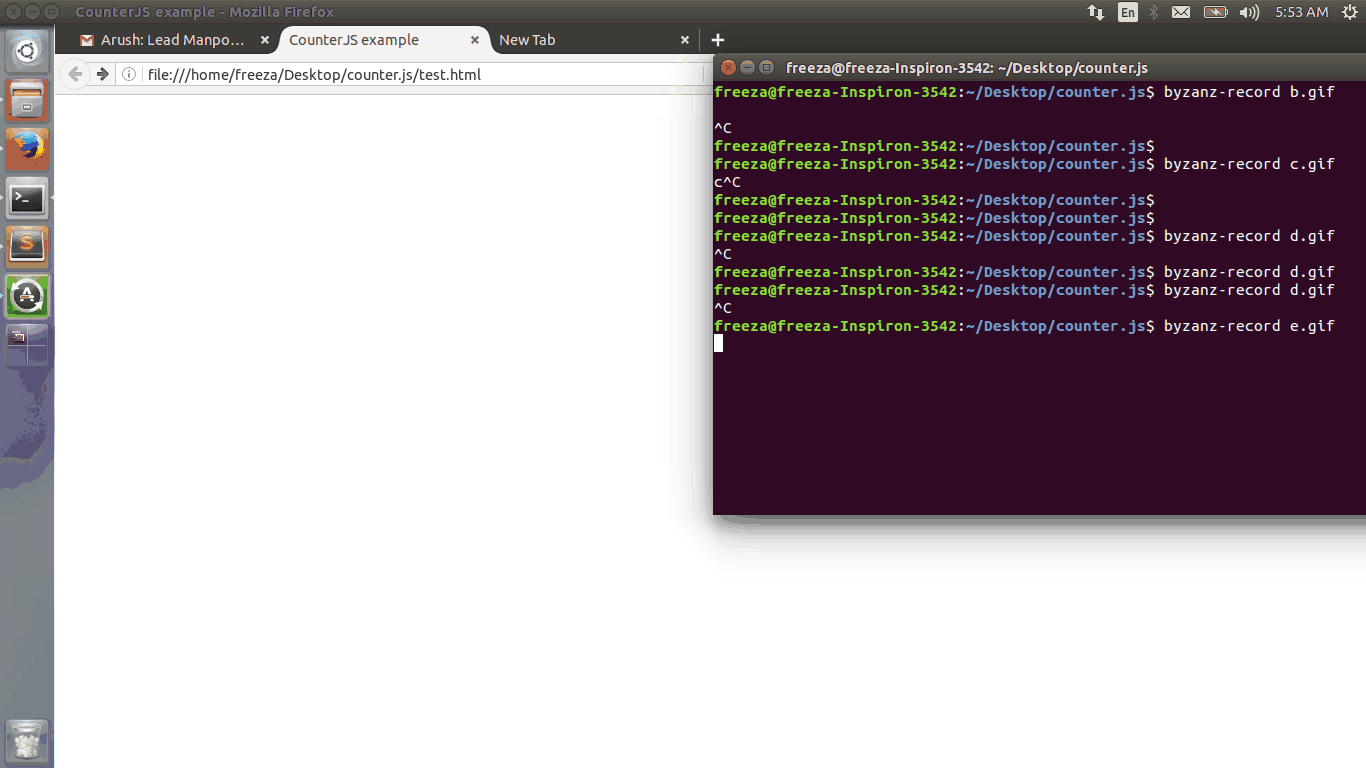 CounterJS example - Mozilla Firefox
En
5:53 AM
Arush: Lead Manpo...
CounterJS example
New Tab
file:///home/freeza/Desktop/counter.js/test.html
freeza@freeza-Inspiron-3542: ~/Desktop/counter.js
freeza@freeza-Inspiron-3542:~/Desktop/counter.js$ byzanz-record b.gif
^C
freeza@freeza-Inspiron-3542:~/Desktop/counter.js$
freeza@freeza-Inspiron-3542:~/Desktop/counter.js$ byzanz-record c.gif
c^C
freeza@freeza-Inspiron-3542:~/Desktop/counter.js$
freeza@freeza-Inspiron-3542:~/Desktop/counter.js$
freeza@freeza-Inspiron-3542:~/Desktop/counter.js$ byzanz-record d.gif
^C
freeza@freeza-Inspiron-3542:~/Desktop/counter.js$ byzanz-record d.gif
freeza@freeza-Inspiron-3542:~/Desktop/counter.js$ byzanz-record d.gif
^C
freeza@freeza-Inspiron-3542:~/Desktop/counter.js$ byzanz-record e.gif